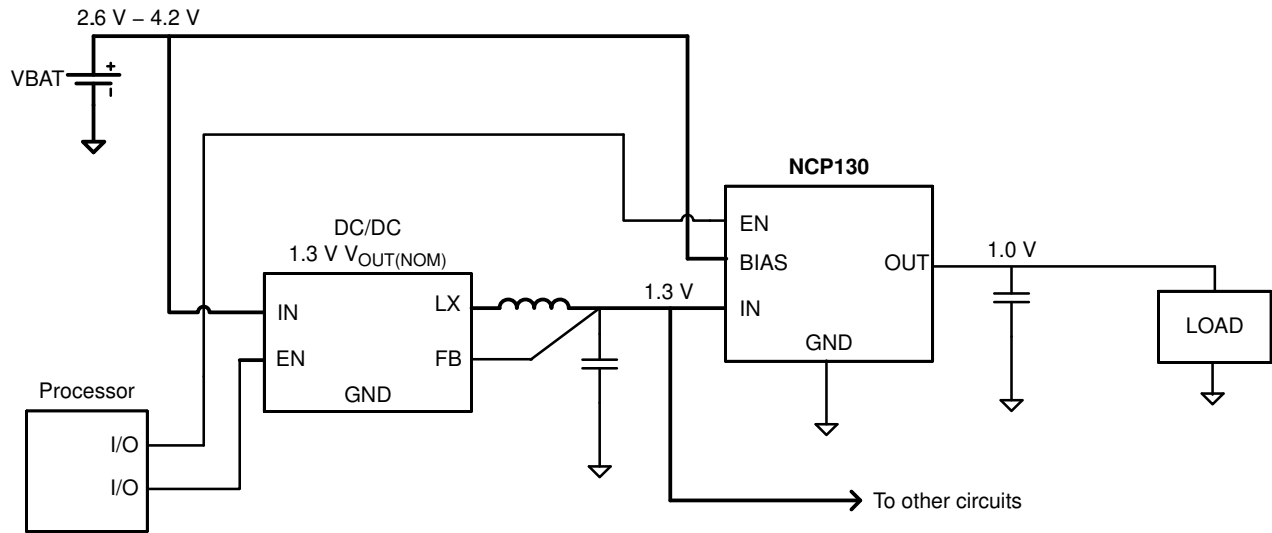 2.6 V – 4.2 V
VBAT
+
–
NCP130
EN
BIAS
IN
OUT
GND
1.0 V
LOAD
DC/DC
1.3 V VOUT(NOM)
IN
EN
LX
FB
GND
1.3 V
Processor
I/O
I/O
To other circuits